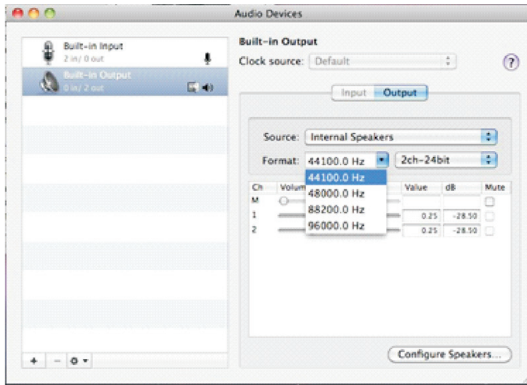 Audio Devices
Built-in Input
2 in/ 0 out
Built-in Output
0 in/ 2 out
Built-in Output
Clock source: Default
?
Input Output
Source: Internal Speakers
Format: 44100.0 Hz 2ch-24bit
44100.0 Hz
48000.0 Hz
88200.0 Hz
96000.0 Hz
Ch Volum Value dB Mute
M
1 0.25 -28.50
2 0.25 -28.50
+ -
Configure Speakers...